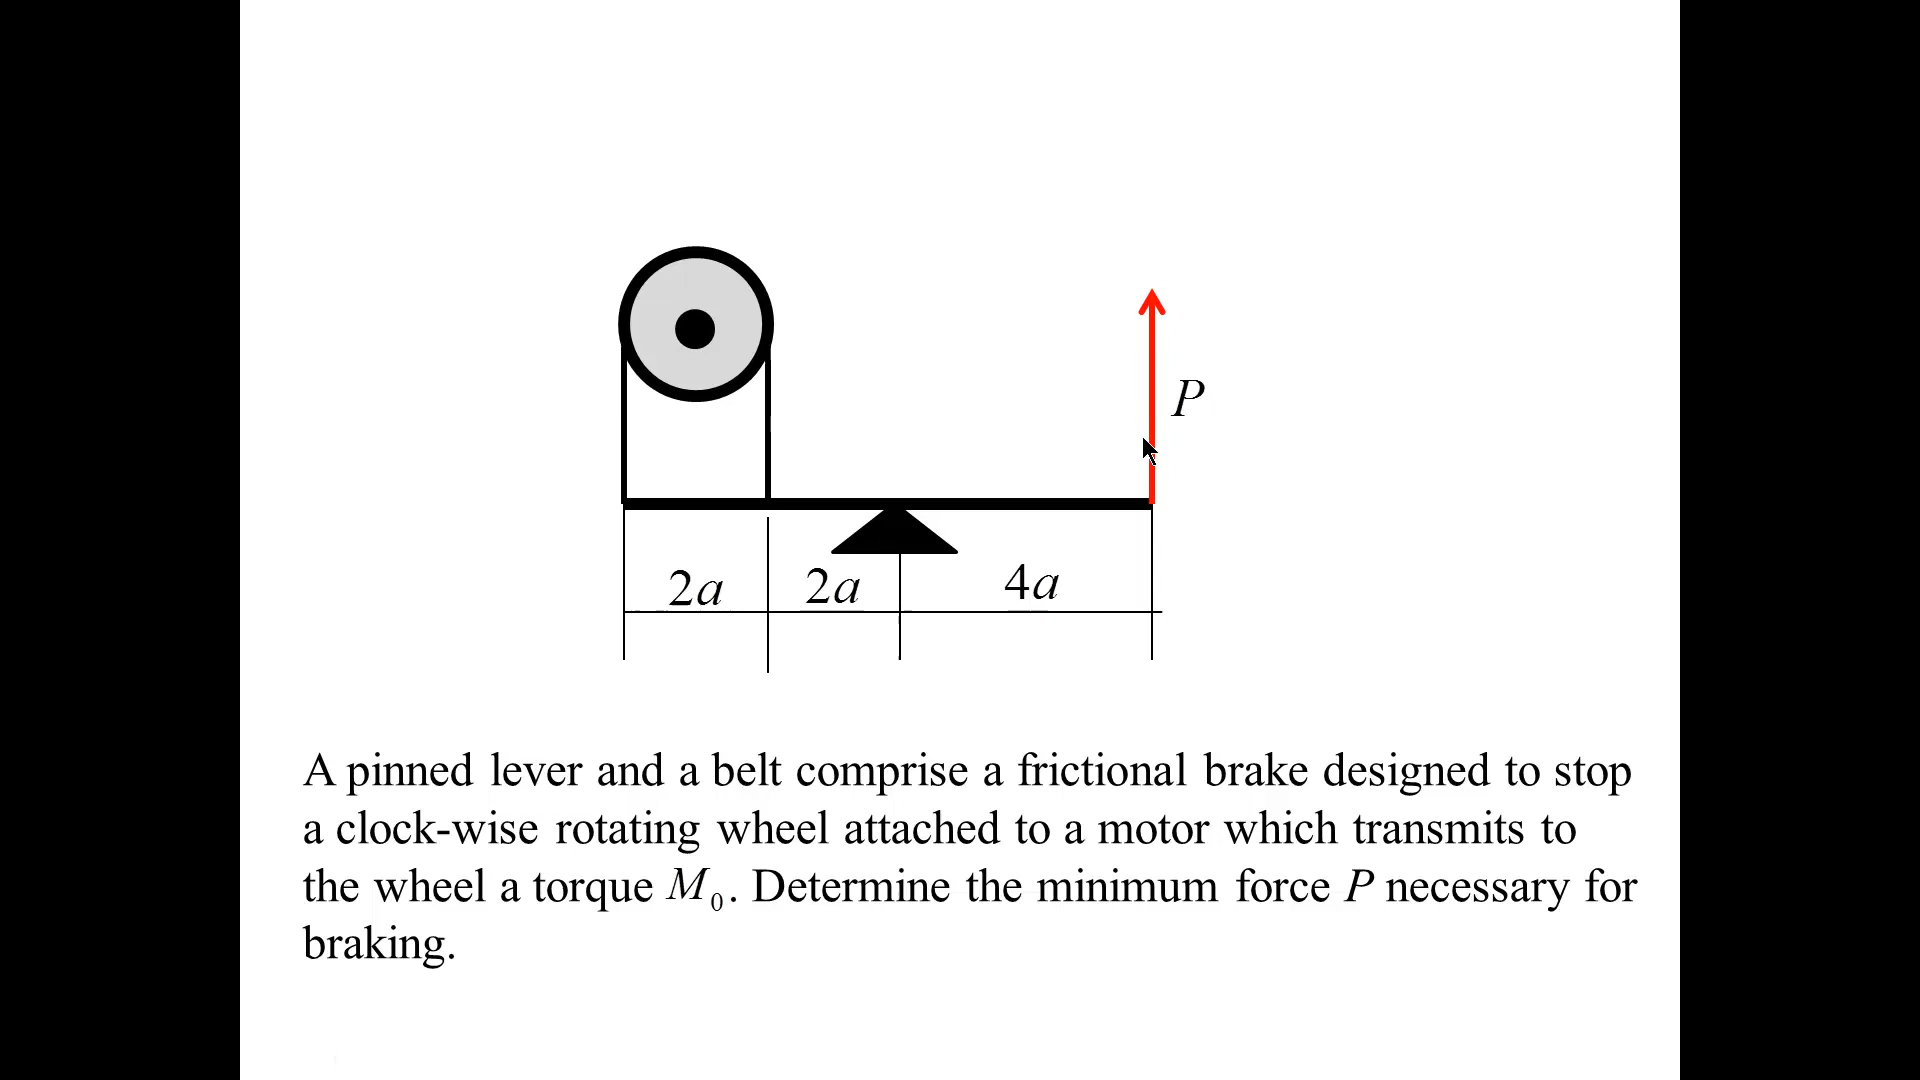 P
2a
2a
4a
A pinned lever and a belt comprise a frictional brake designed to stop
a clock-wise rotating wheel attached to a motor which transmits to
the wheel a torque M₀. Determine the minimum force P necessary for
braking.